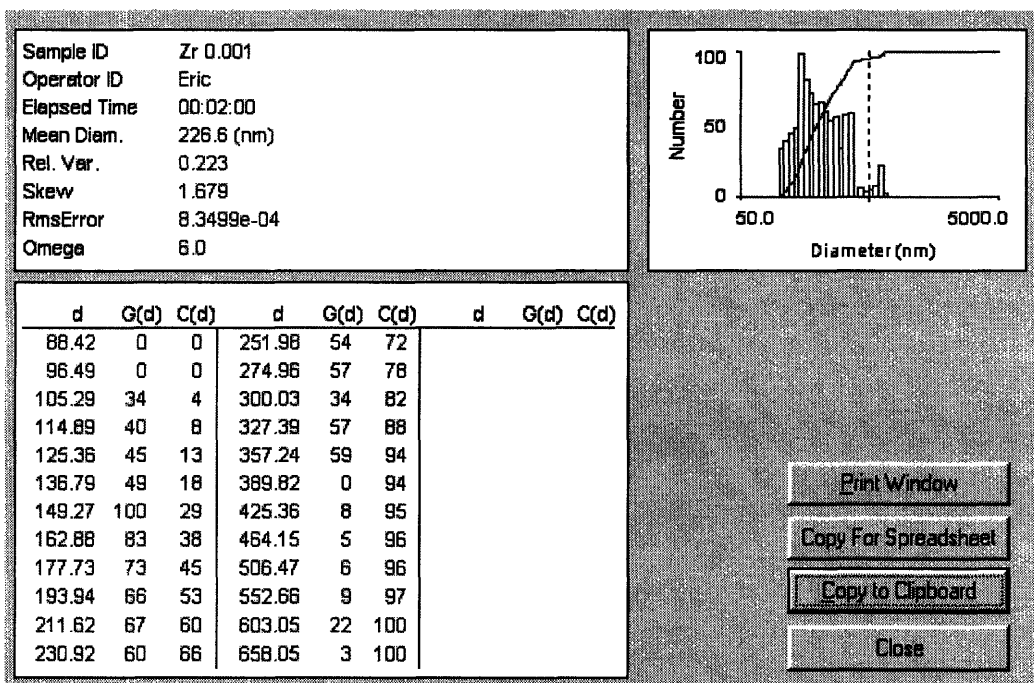 Sample ID Zr 0.001
Operator ID Eric
Elapsed Time 00:02:00
Mean Diam. 226.6 (nm)
Rel. Var. 0.223
Skew 1.679
RmsError 8.3499e-04
Omega 6.0
100
50
0
Number
50.0 5000.0
Diameter (nm)
d G(d) C(d) d G(d) C(d) d G(d) C(d)
88.42 0 0 251.98 54 72
96.49 0 0 274.96 57 78
105.29 34 4 300.03 34 82
114.89 40 8 327.39 57 88
125.36 45 13 357.24 59 94
136.79 49 18 389.82 0 94
149.27 100 29 425.36 8 95
162.88 83 38 464.15 5 96
177.73 73 45 506.47 6 96
193.94 66 53 552.66 9 97
211.62 67 60 603.05 22 100
230.92 60 66 658.05 3 100
Print Window
Copy For Spreadsheet
Copy to Clipboard
Close